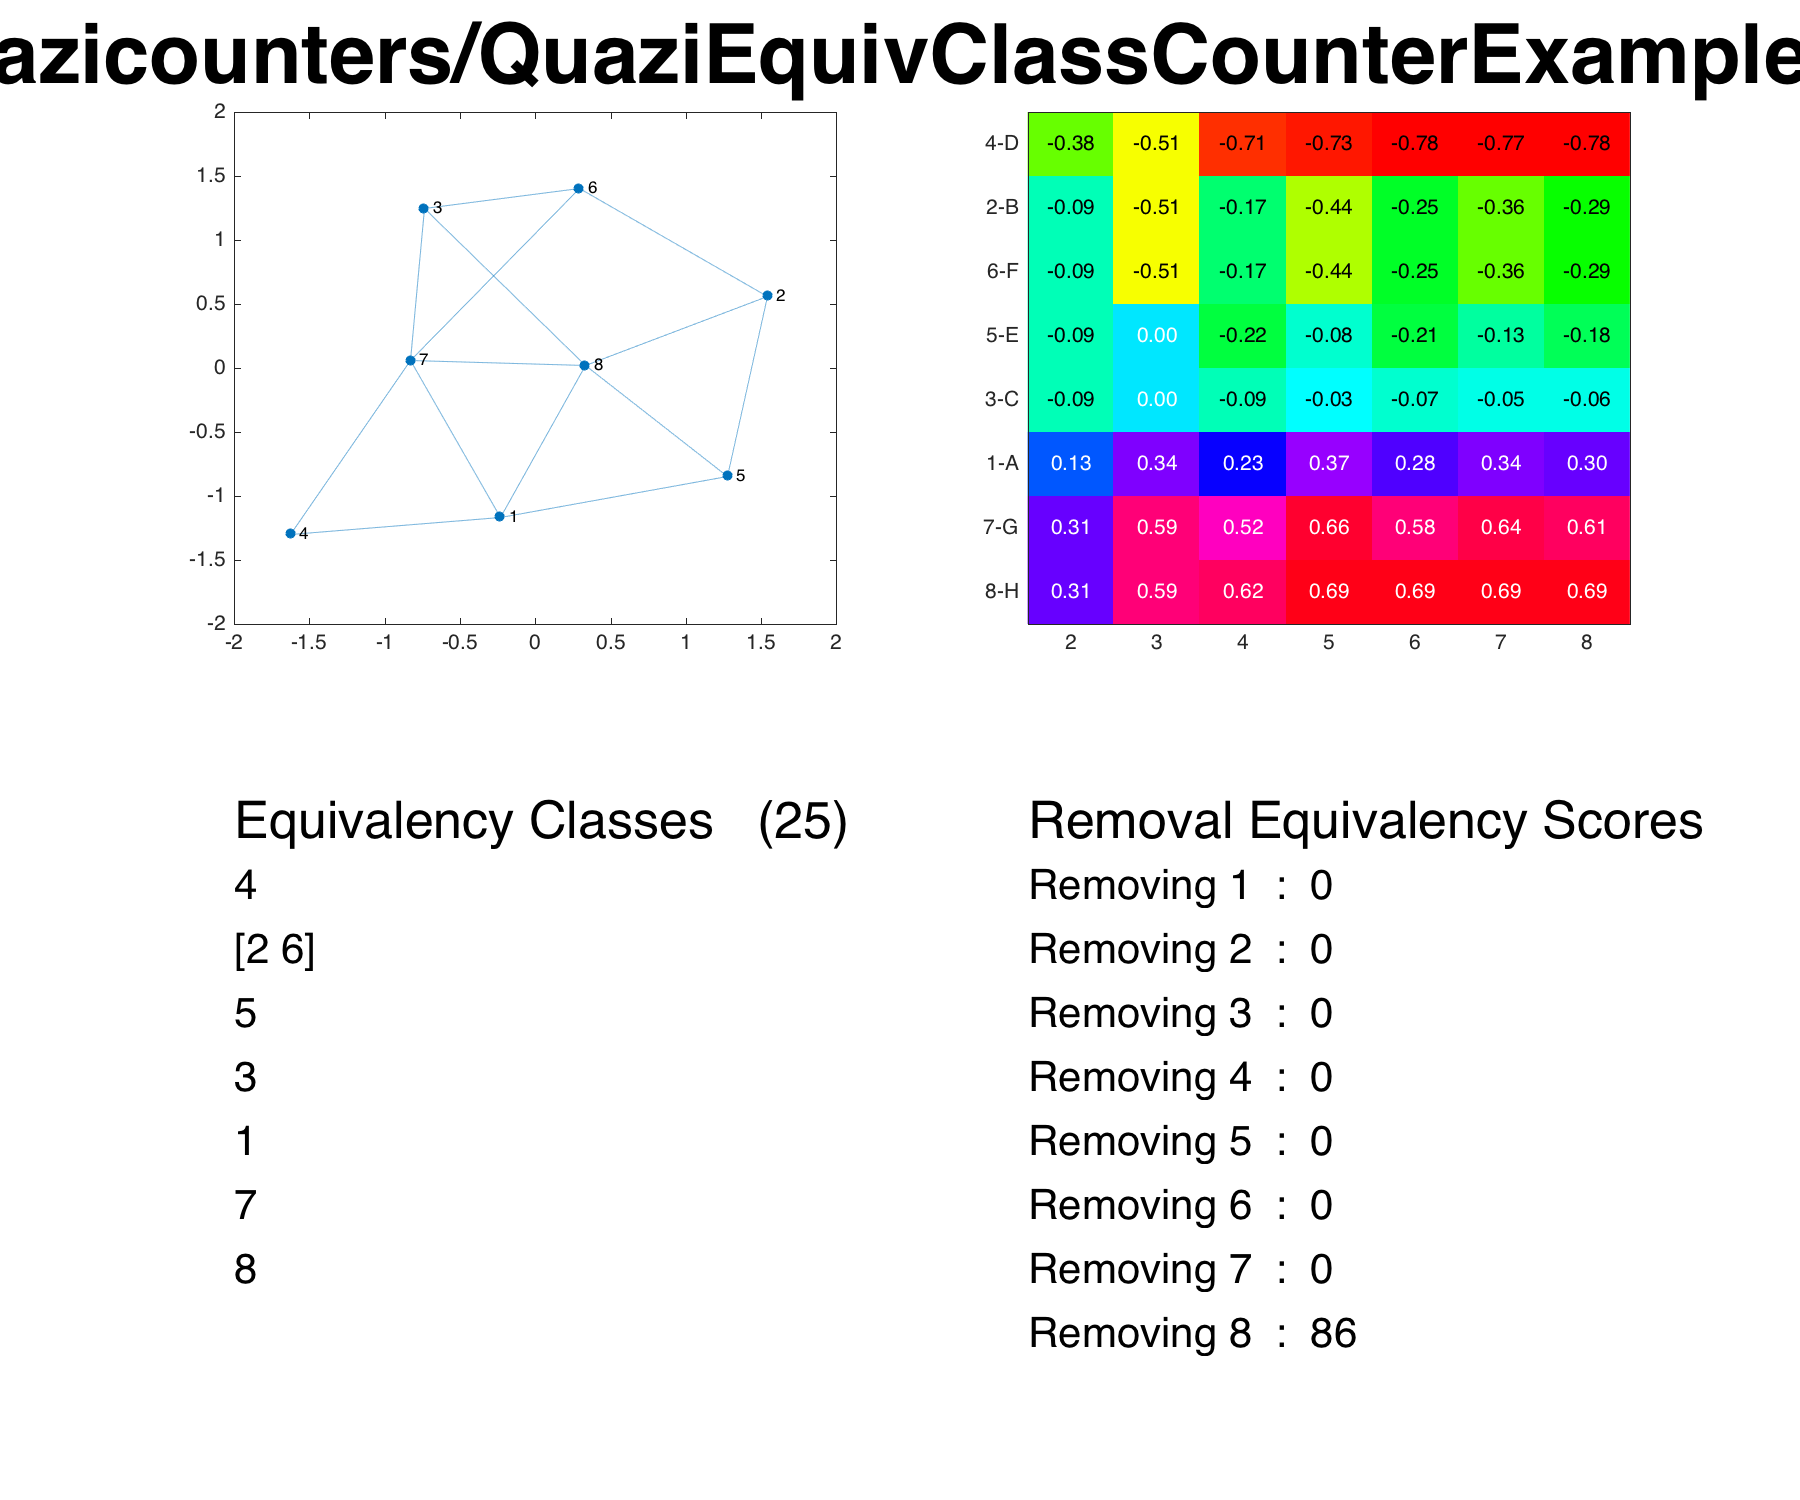 azicounters/QuaziEquivClassCounterExample
2
1.5
1
0.5
0
-0.5
-1
-1.5
-2
-2 -1.5 -1 -0.5 0 0.5 1 1.5 2
6
3
2
7
8
5
1
4
4-D -0.38 -0.51 -0.71 -0.73 -0.78 -0.77 -0.78
2-B -0.09 -0.51 -0.17 -0.44 -0.25 -0.36 -0.29
6-F -0.09 -0.51 -0.17 -0.44 -0.25 -0.36 -0.29
5-E -0.09 0.00 -0.22 -0.08 -0.21 -0.13 -0.18
3-C -0.09 0.00 -0.09 -0.03 -0.07 -0.05 -0.06
1-A 0.13 0.34 0.23 0.37 0.28 0.34 0.30
7-G 0.31 0.59 0.52 0.66 0.58 0.64 0.61
8-H 0.31 0.59 0.62 0.69 0.69 0.69 0.69
2 3 4 5 6 7 8
Equivalency Classes (25)
4
[2 6]
5
3
1
7
8
Removal Equivalency Scores
Removing 1 : 0
Removing 2 : 0
Removing 3 : 0
Removing 4 : 0
Removing 5 : 0
Removing 6 : 0
Removing 7 : 0
Removing 8 : 86